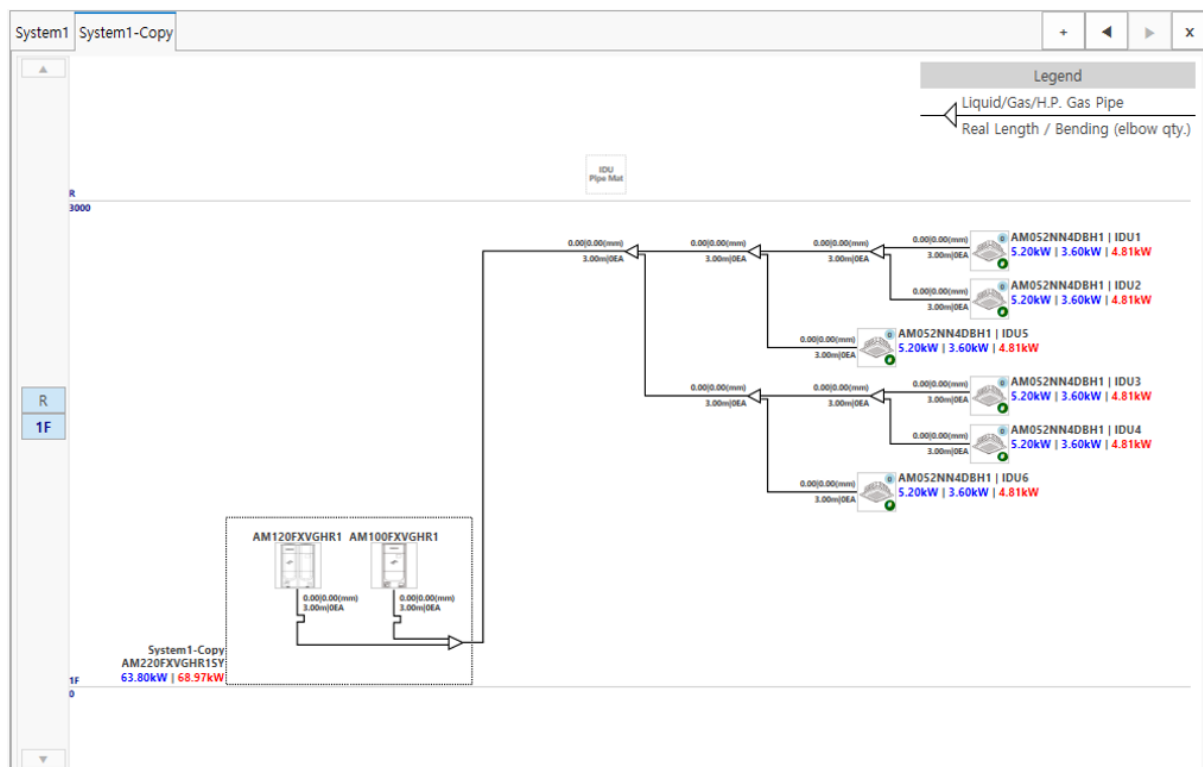 System1 System1-Copy
+ ◀ ▶ x
Legend
Liquid/Gas/H.P. Gas Pipe
Real Length / Bending (elbow qty.)
IDU
Pipe Mat
R
3000
0.00|0.00(mm)
3.00m|0EA
0.00|0.00(mm)
3.00m|0EA
0.00|0.00(mm)
3.00m|0EA
0.00|0.00(mm)
3.00m|0EA
AM052NN4DBH1 | IDU1
5.20kW | 3.60kW | 4.81kW
0.00|0.00(mm)
3.00m|0EA
AM052NN4DBH1 | IDU2
5.20kW | 3.60kW | 4.81kW
0.00|0.00(mm)
3.00m|0EA
AM052NN4DBH1 | IDU5
5.20kW | 3.60kW | 4.81kW
0.00|0.00(mm)
3.00m|0EA
0.00|0.00(mm)
3.00m|0EA
0.00|0.00(mm)
3.00m|0EA
AM052NN4DBH1 | IDU3
5.20kW | 3.60kW | 4.81kW
0.00|0.00(mm)
3.00m|0EA
AM052NN4DBH1 | IDU4
5.20kW | 3.60kW | 4.81kW
0.00|0.00(mm)
3.00m|0EA
AM052NN4DBH1 | IDU6
5.20kW | 3.60kW | 4.81kW
R
1F
AM120FXVGHR1 AM100FXVGHR1
0.00|0.00(mm)
3.00m|0EA
0.00|0.00(mm)
3.00m|0EA
System1-Copy
AM220FXVGHR1SY
63.80kW | 68.97kW
1F
0